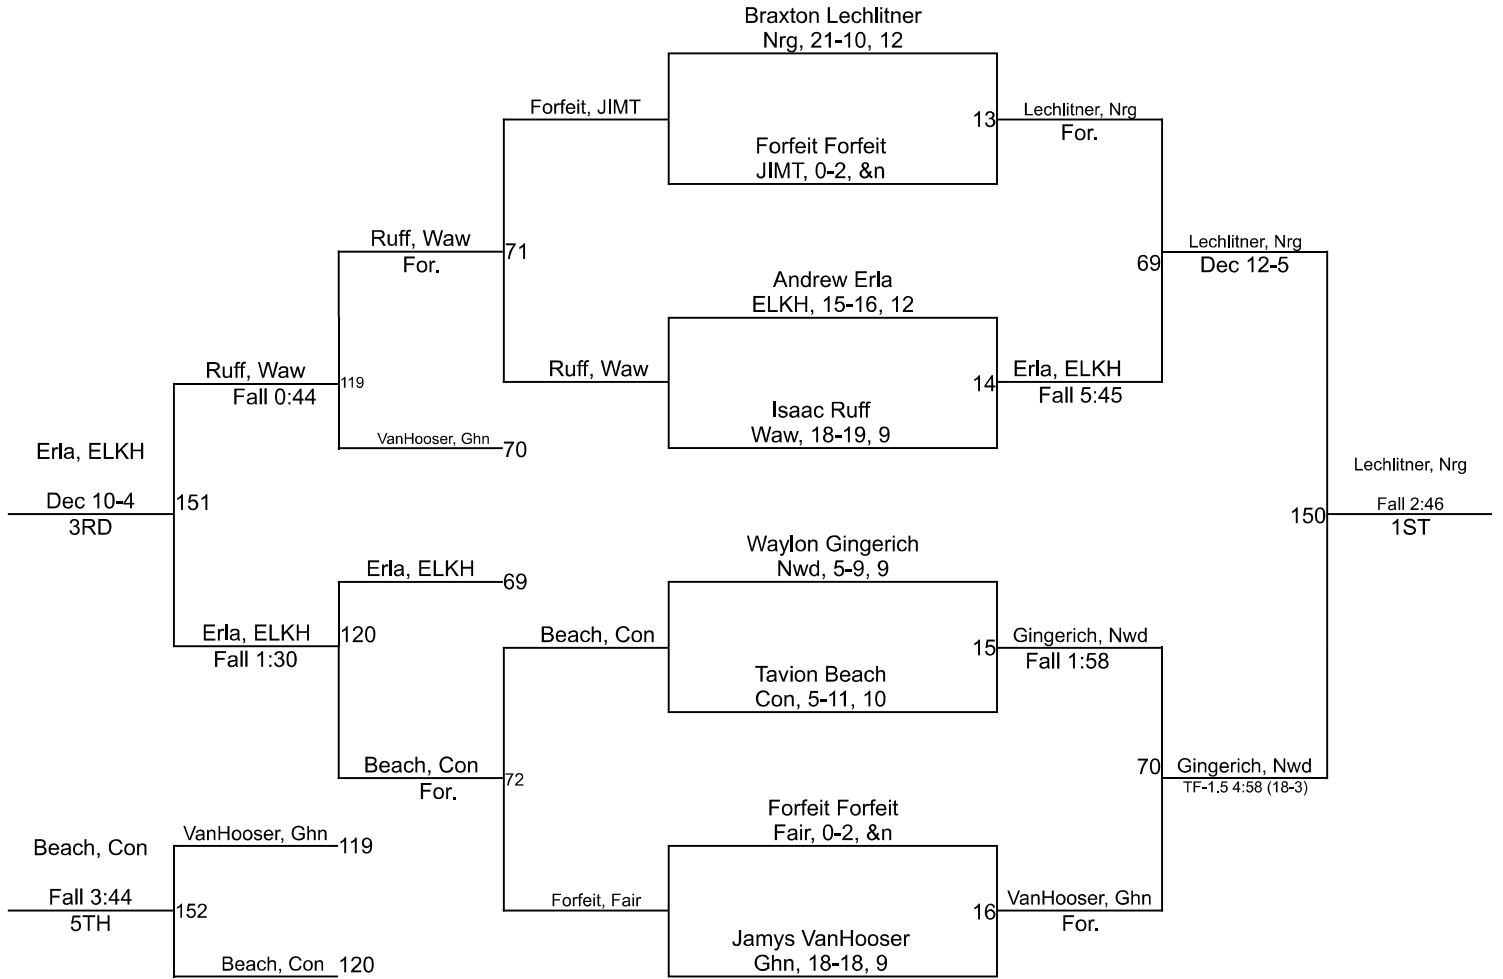 Braxton Lechlitner
Nrg, 21-10, 12
Forfeit, JIMT
13
Lechlitner, Nrg
For.
Forfeit Forfeit
JIMT, 0-2, &n
Ruff, Waw
For.
71
69
Lechlitner, Nrg
Dec 12-5
Andrew Erla
ELKH, 15-16, 12
Ruff, Waw
Fall 0:44
119
Ruff, Waw
14
Erla, ELKH
Fall 5:45
Isaac Ruff
Waw, 18-19, 9
VanHooser, Ghn
70
Erla, ELKH
Dec 10-4
3RD
151
150
Lechlitner, Nrg
Fall 2:46
1ST
Waylon Gingerich
Nwd, 5-9, 9
Erla, ELKH
69
Erla, ELKH
Fall 1:30
120
Beach, Con
15
Gingerich, Nwd
Fall 1:58
Tavion Beach
Con, 5-11, 10
Beach, Con
For.
72
70
Gingerich, Nwd
TF-1.5 4:58 (18-3)
Forfeit Forfeit
Fair, 0-2, &n
VanHooser, Ghn
119
Beach, Con
Fall 3:44
5TH
152
Forfeit, Fair
16
VanHooser, Ghn
For.
Jamys VanHooser
Ghn, 18-18, 9
Beach, Con
120